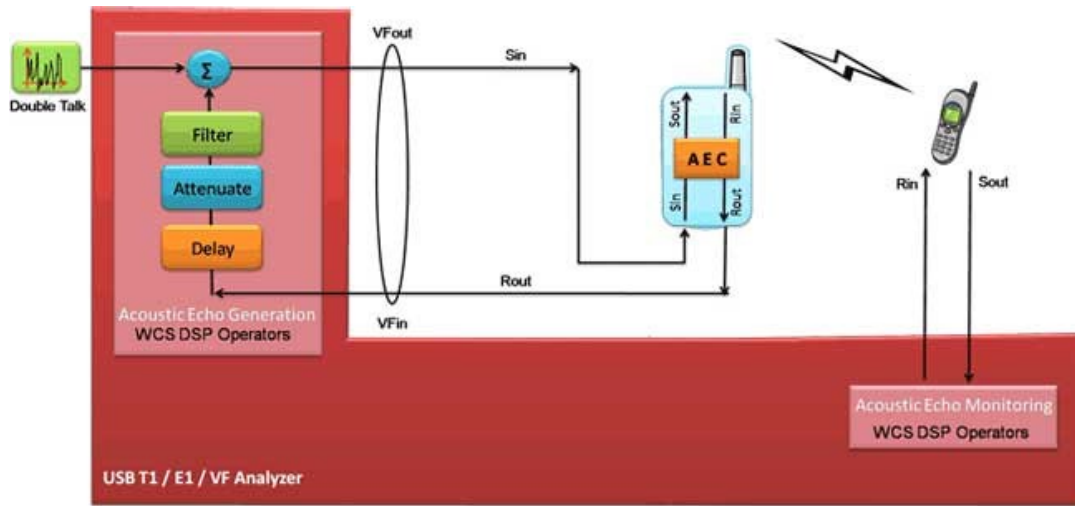 Double Talk
Σ
Filter
Attenuate
Delay
Acoustic Echo Generation
WCS DSP Operators
VFout
Sin
Rout
VFin
Sout
Rin
AEC
Sin
Rout
Rin
Sout
Acoustic Echo Monitoring
WCS DSP Operators
USB T1 / E1 / VF Analyzer